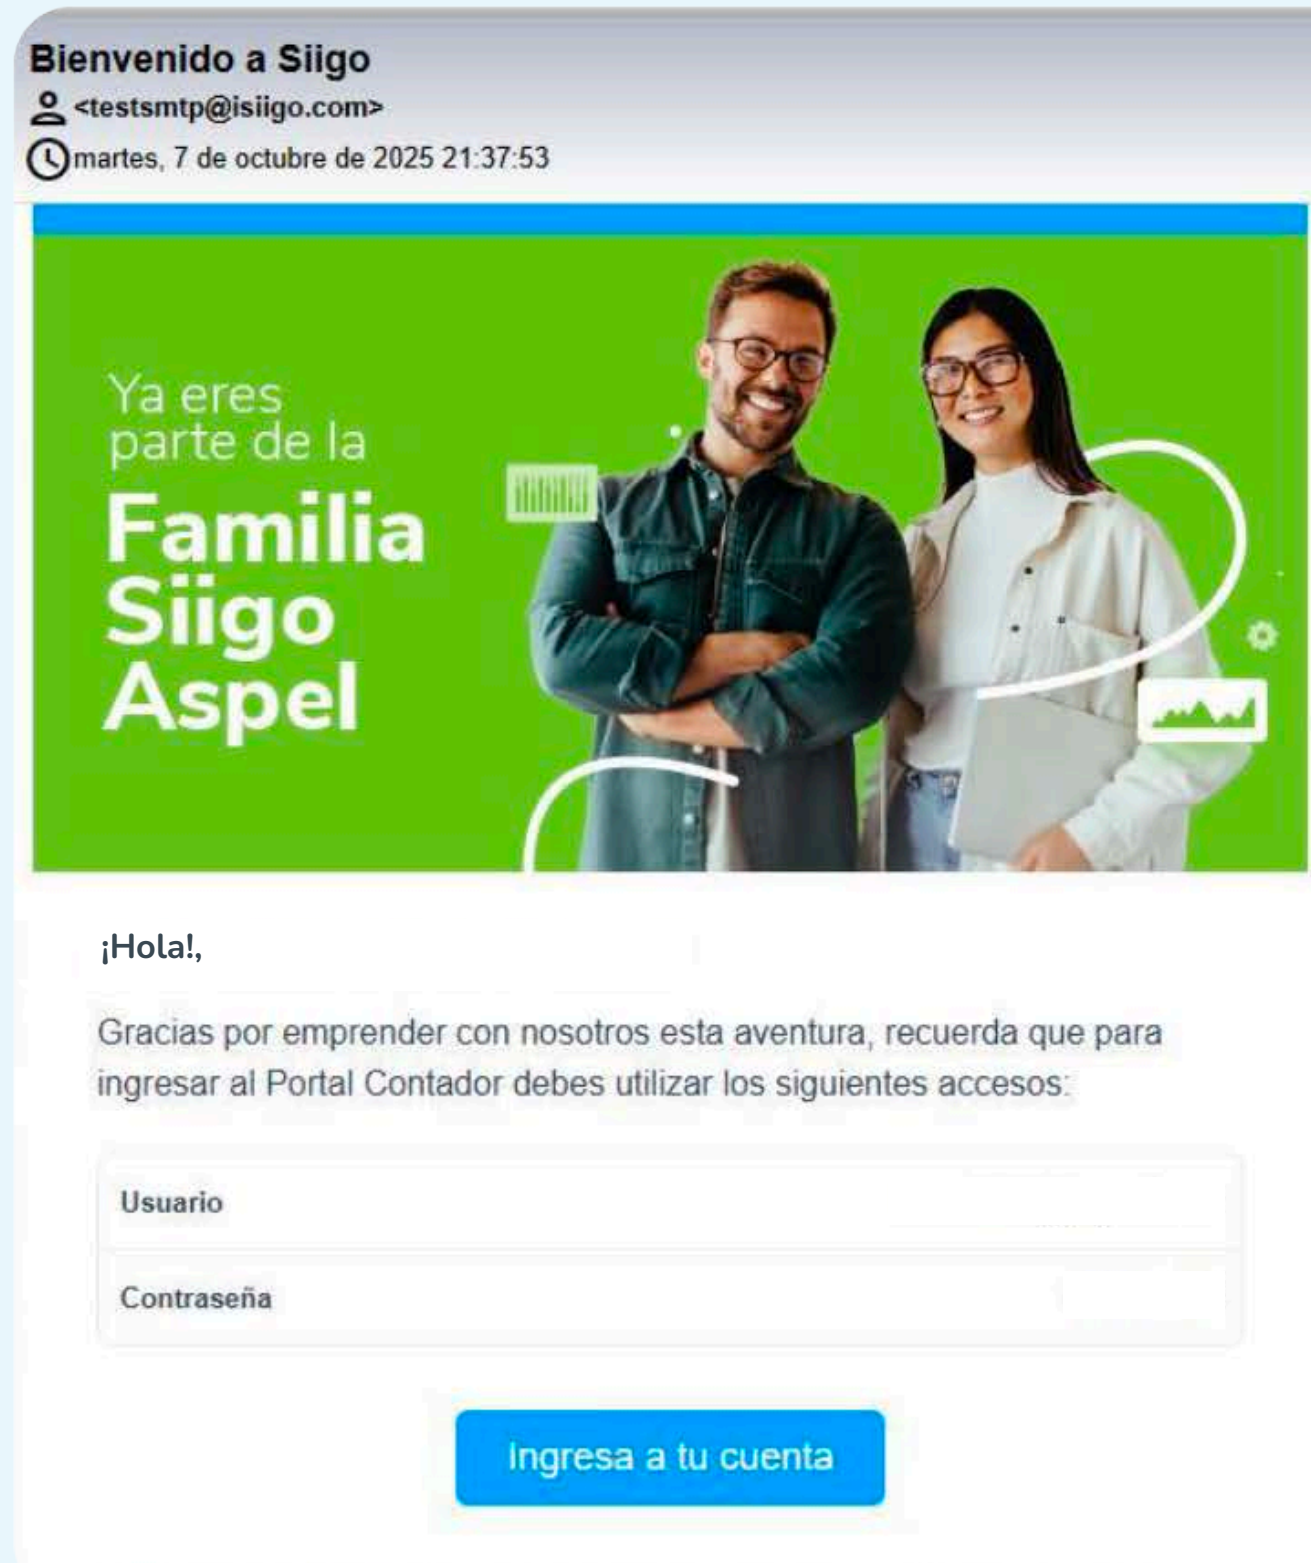 Bienvenido a Siigo
<testsmtp@isiigo.com>
martes, 7 de octubre de 2025 21:37:53
Ya eres
parte de la
Familia
Siigo
Aspel
¡Hola!,
Gracias por emprender con nosotros esta aventura, recuerda que para
ingresar al Portal Contador debes utilizar los siguientes accesos:
Usuario
Contraseña
Ingresa a tu cuenta